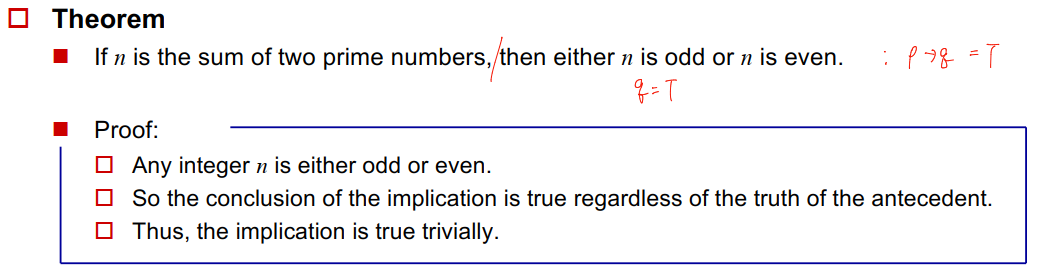 Theorem
If n is the sum of two prime numbers, then either n is odd or n is even. : p→q = T
q = T
Proof:
Any integer n is either odd or even.
So the conclusion of the implication is true regardless of the truth of the antecedent.
Thus, the implication is true trivially.